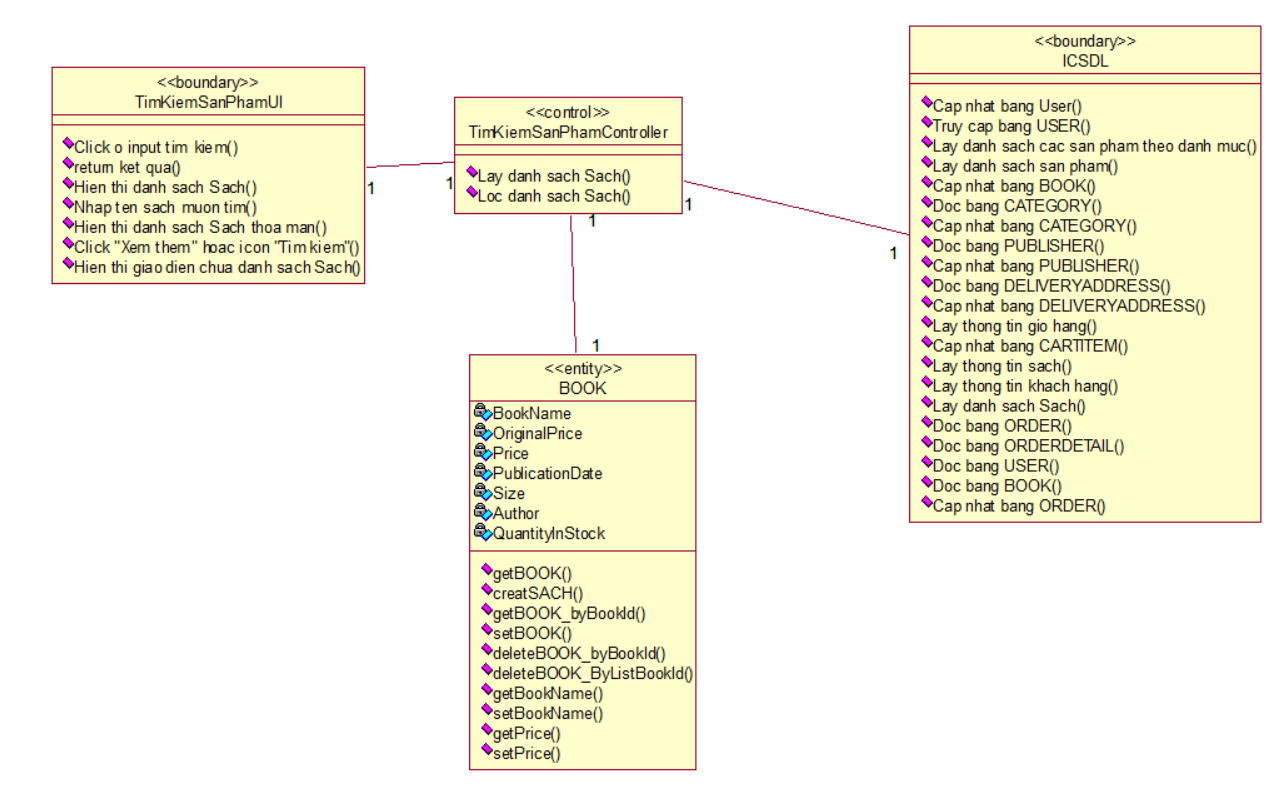 <<boundary>>
TimKiemSanPhamUI
Click o input tim kiem()
return ket qua()
Hien thi danh sach Sach()
Nhap ten sach muon tim()
Hien thi danh sach Sach thoa man()
Click "Xem them" hoac icon "Tim kiem"()
Hien thi giao dien chua danh sach Sach()
1
1
<<control>>
TimKiemSanPhamController
Lay danh sach Sach()
Loc danh sach Sach()
1
1
1
1
<<entity>>
BOOK
BookName
OriginalPrice
Price
PublicationDate
Size
Author
QuantityInStock
getBOOK()
creatSACH()
getBOOK_byBookId()
setBOOK()
deleteBOOK_byBookId()
deleteBOOK_ByListBookId()
getBookName()
setBookName()
getPrice()
setPrice()
<<boundary>>
ICSDL
Cap nhat bang User()
Truy cap bang USER()
Lay danh sach cac san pham theo danh muc()
Lay danh sach san pham()
Cap nhat bang BOOK()
Doc bang CATEGORY()
Cap nhat bang CATEGORY()
Doc bang PUBLISHER()
Cap nhat bang PUBLISHER()
Doc bang DELIVERYADDRESS()
Cap nhat bang DELIVERYADDRESS()
Lay thong tin gio hang()
Cap nhat bang CARTITEM()
Lay thong tin sach()
Lay thong tin khach hang()
Lay danh sach Sach()
Doc bang ORDER()
Doc bang ORDERDETAIL()
Doc bang USER()
Doc bang BOOK()
Cap nhat bang ORDER()